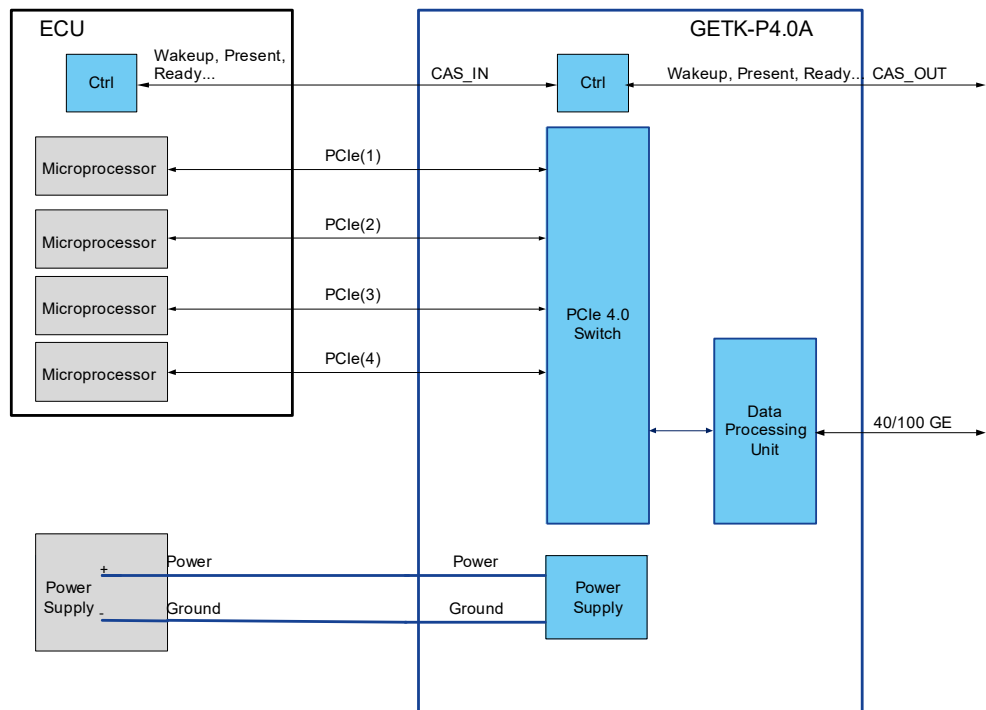 ECU
GETK-P4.0A
Wakeup, Present,
Ready...
CAS_IN
Wakeup, Present, Ready...
CAS_OUT
Ctrl
Ctrl
Microprocessor
PCIe(1)
Microprocessor
PCIe(2)
Microprocessor
PCIe(3)
PCIe 4.0
Switch
Microprocessor
PCIe(4)
Data
Processing
Unit
40/100 GE
Power
Supply
+
-
Power
Ground
Power
Ground
Power
Supply